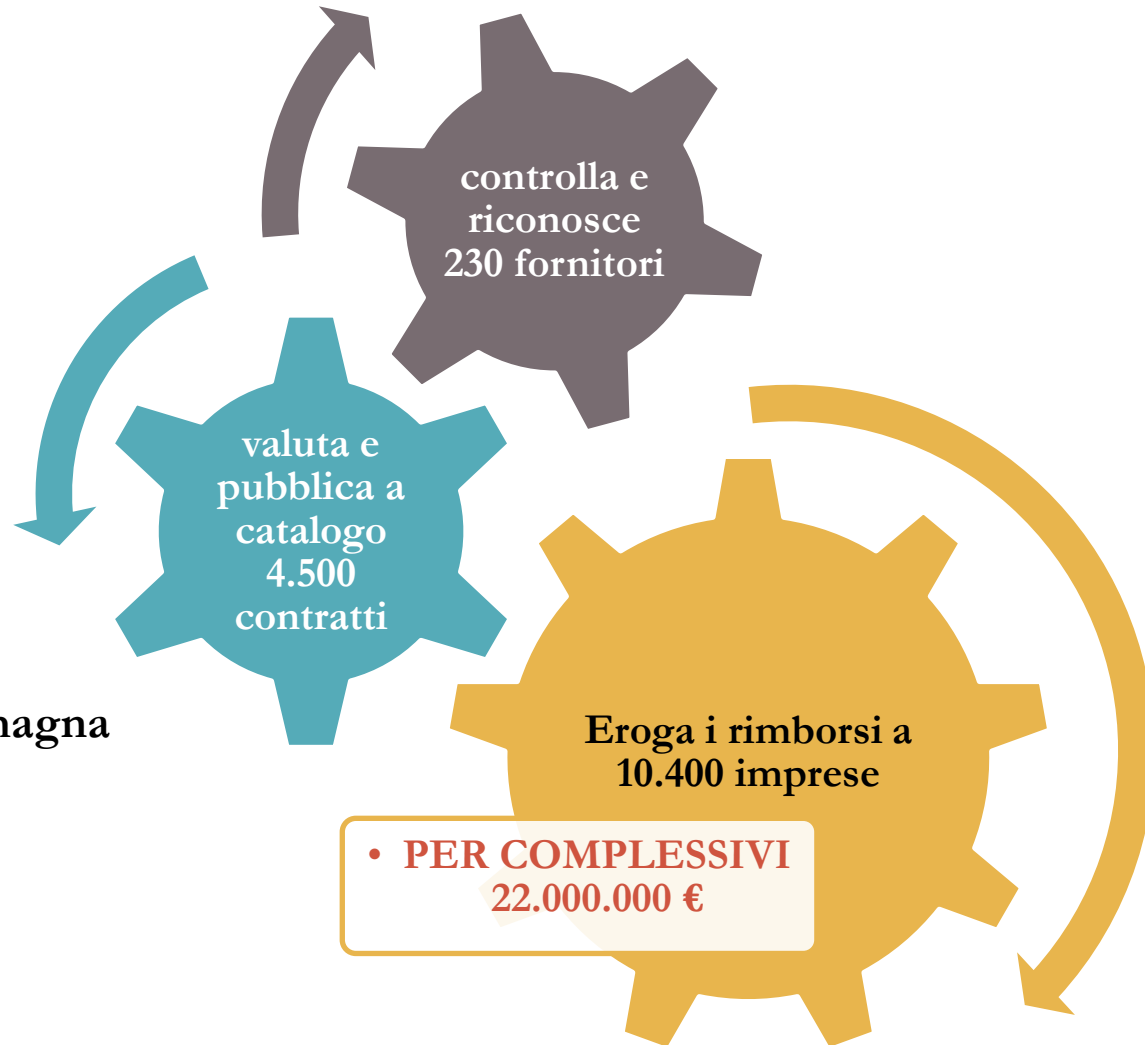 controlla e
riconosce
230 fornitori
valuta e
pubblica a
catalogo
4.500
contratti
magna
Eroga i rimborsi a
10.400 imprese
• PER COMPLESSIVI
22.000.000 €